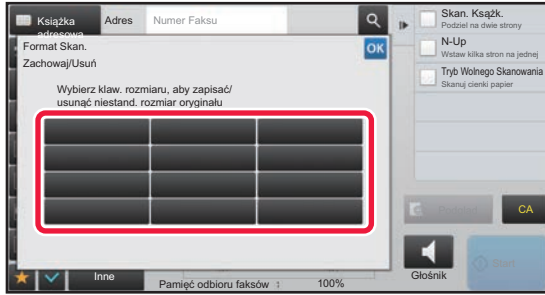 Książka
adresowa
Adres
Numer Faksu
Format Skan.
Zachowaj/Usuń
OK
Wybierz klaw. rozmiaru, aby zapisać/
usunąć niestand. rozmiar oryginału
Skan. Książk.
Podziel na dwie strony
N-Up
Wstaw kilka stron na jednej
Tryb Wolnego Skanowania
Skanuj cienki papier
CA
Głośnik
Start
Inne
Pamięć odbioru faksów : 100%